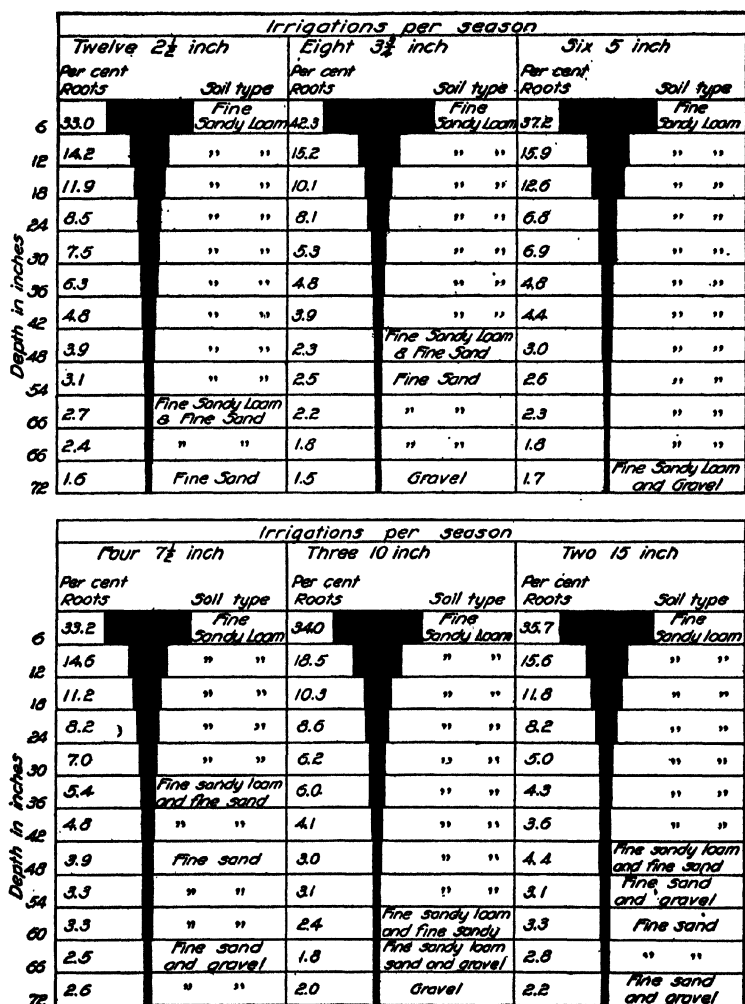 Irrigations per season
Twelve 2½ inch Eight 3¾ inch Six 5 inch
Per cent Per cent Per cent
Roots Soil type Roots Soil type Roots Soil type
Fine Fine Fine
6 33.0 Sandy Loam 42.3 Sandy Loam 37.2 Sandy Loam
12 14.2 " " 15.2 " " 15.9 " "
18 11.9 " " 10.1 " " 12.6 " "
24 8.5 " " 8.1 " " 6.8 " "
30 7.5 " " 5.3 " " 6.9 " "
36 6.3 " " 4.8 " " 4.8 " "
42 4.8 " " 3.9 " " 4.4 " "
Fine Sandy Loam
48 3.9 " " 2.3 & Fine Sand 3.0 " "
54 3.1 " " 2.5 Fine Sand 2.6 " "
Fine Sandy Loam
66 2.7 & Fine Sand 2.2 " " 2.3 " "
66 2.4 " " 1.8 " " 1.8 " "
Fine Sandy Loam
72 1.6 Fine Sand 1.5 Gravel 1.7 and Gravel
Depth in inches
Irrigations per season
Four 7½ inch Three 10 inch Two 15 inch
Per cent Per cent Per cent
Roots Soil type Roots Soil type Roots Soil type
Fine Fine Fine
6 33.2 Sandy Loam 34.0 Sandy Loam 35.7 Sandy loam
12 14.6 " " 18.5 " " 15.6 " "
18 11.2 " " 10.3 " " 11.8 " "
24 8.2 " " 8.6 " " 8.2 " "
30 7.0 " " 6.2 " " 5.0 " "
Fine sandy loam
36 5.4 and fine sand 6.0 " " 4.3 " "
42 4.8 " " 4.1 " " 3.6 " "
Fine sandy loam
48 3.9 Fine sand 3.0 " " 4.4 and fine sand
Fine sand
54 3.3 " " 3.1 " " 3.1 and gravel
Fine sandy loam
60 3.3 " " 2.4 and fine sandy 3.3 Fine sand
Fine sand Fine sandy loam
66 2.5 and gravel 1.8 sand and gravel 2.8 " "
Fine sand
72 2.6 " " 2.0 Gravel 2.2 and gravel
Depth in inches